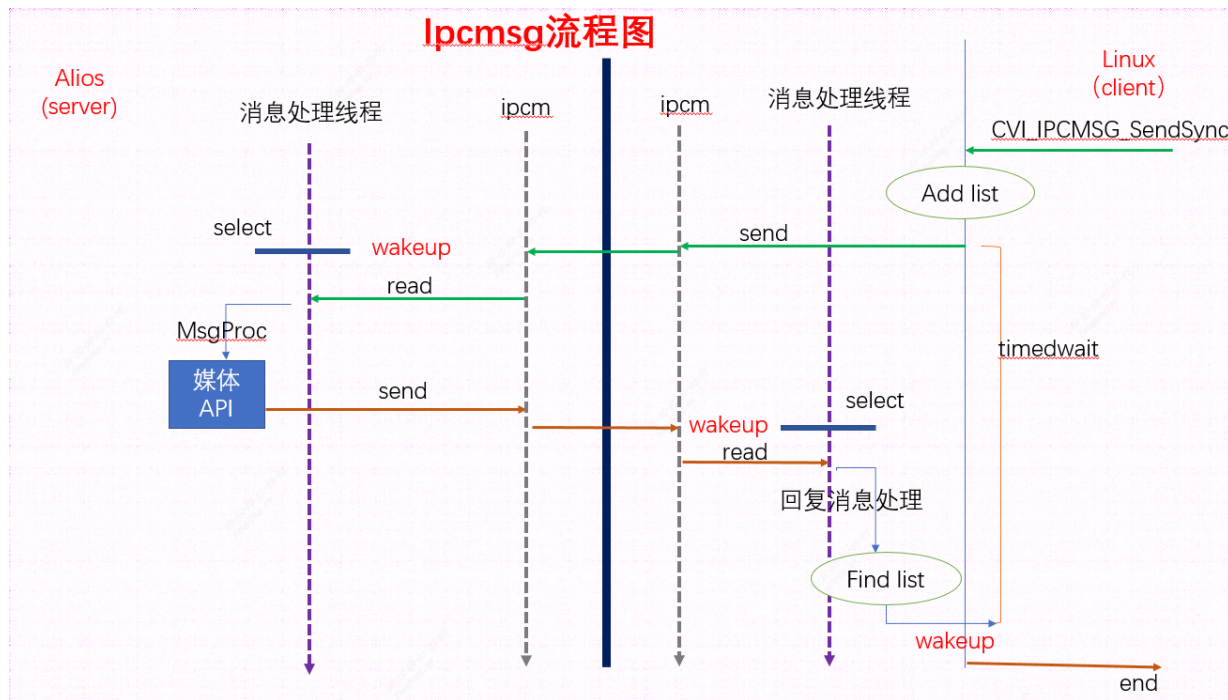 Ipcmsg流程图
Alios
(server)
Linux
(client)
消息处理线程
ipcm
ipcm
消息处理线程
CVI_IPCMSG_SendSync
Add list
select
wakeup
send
read
MsgProc
timedwait
媒体
API
send
select
wakeup
read
回复消息处理
Find list
wakeup
end